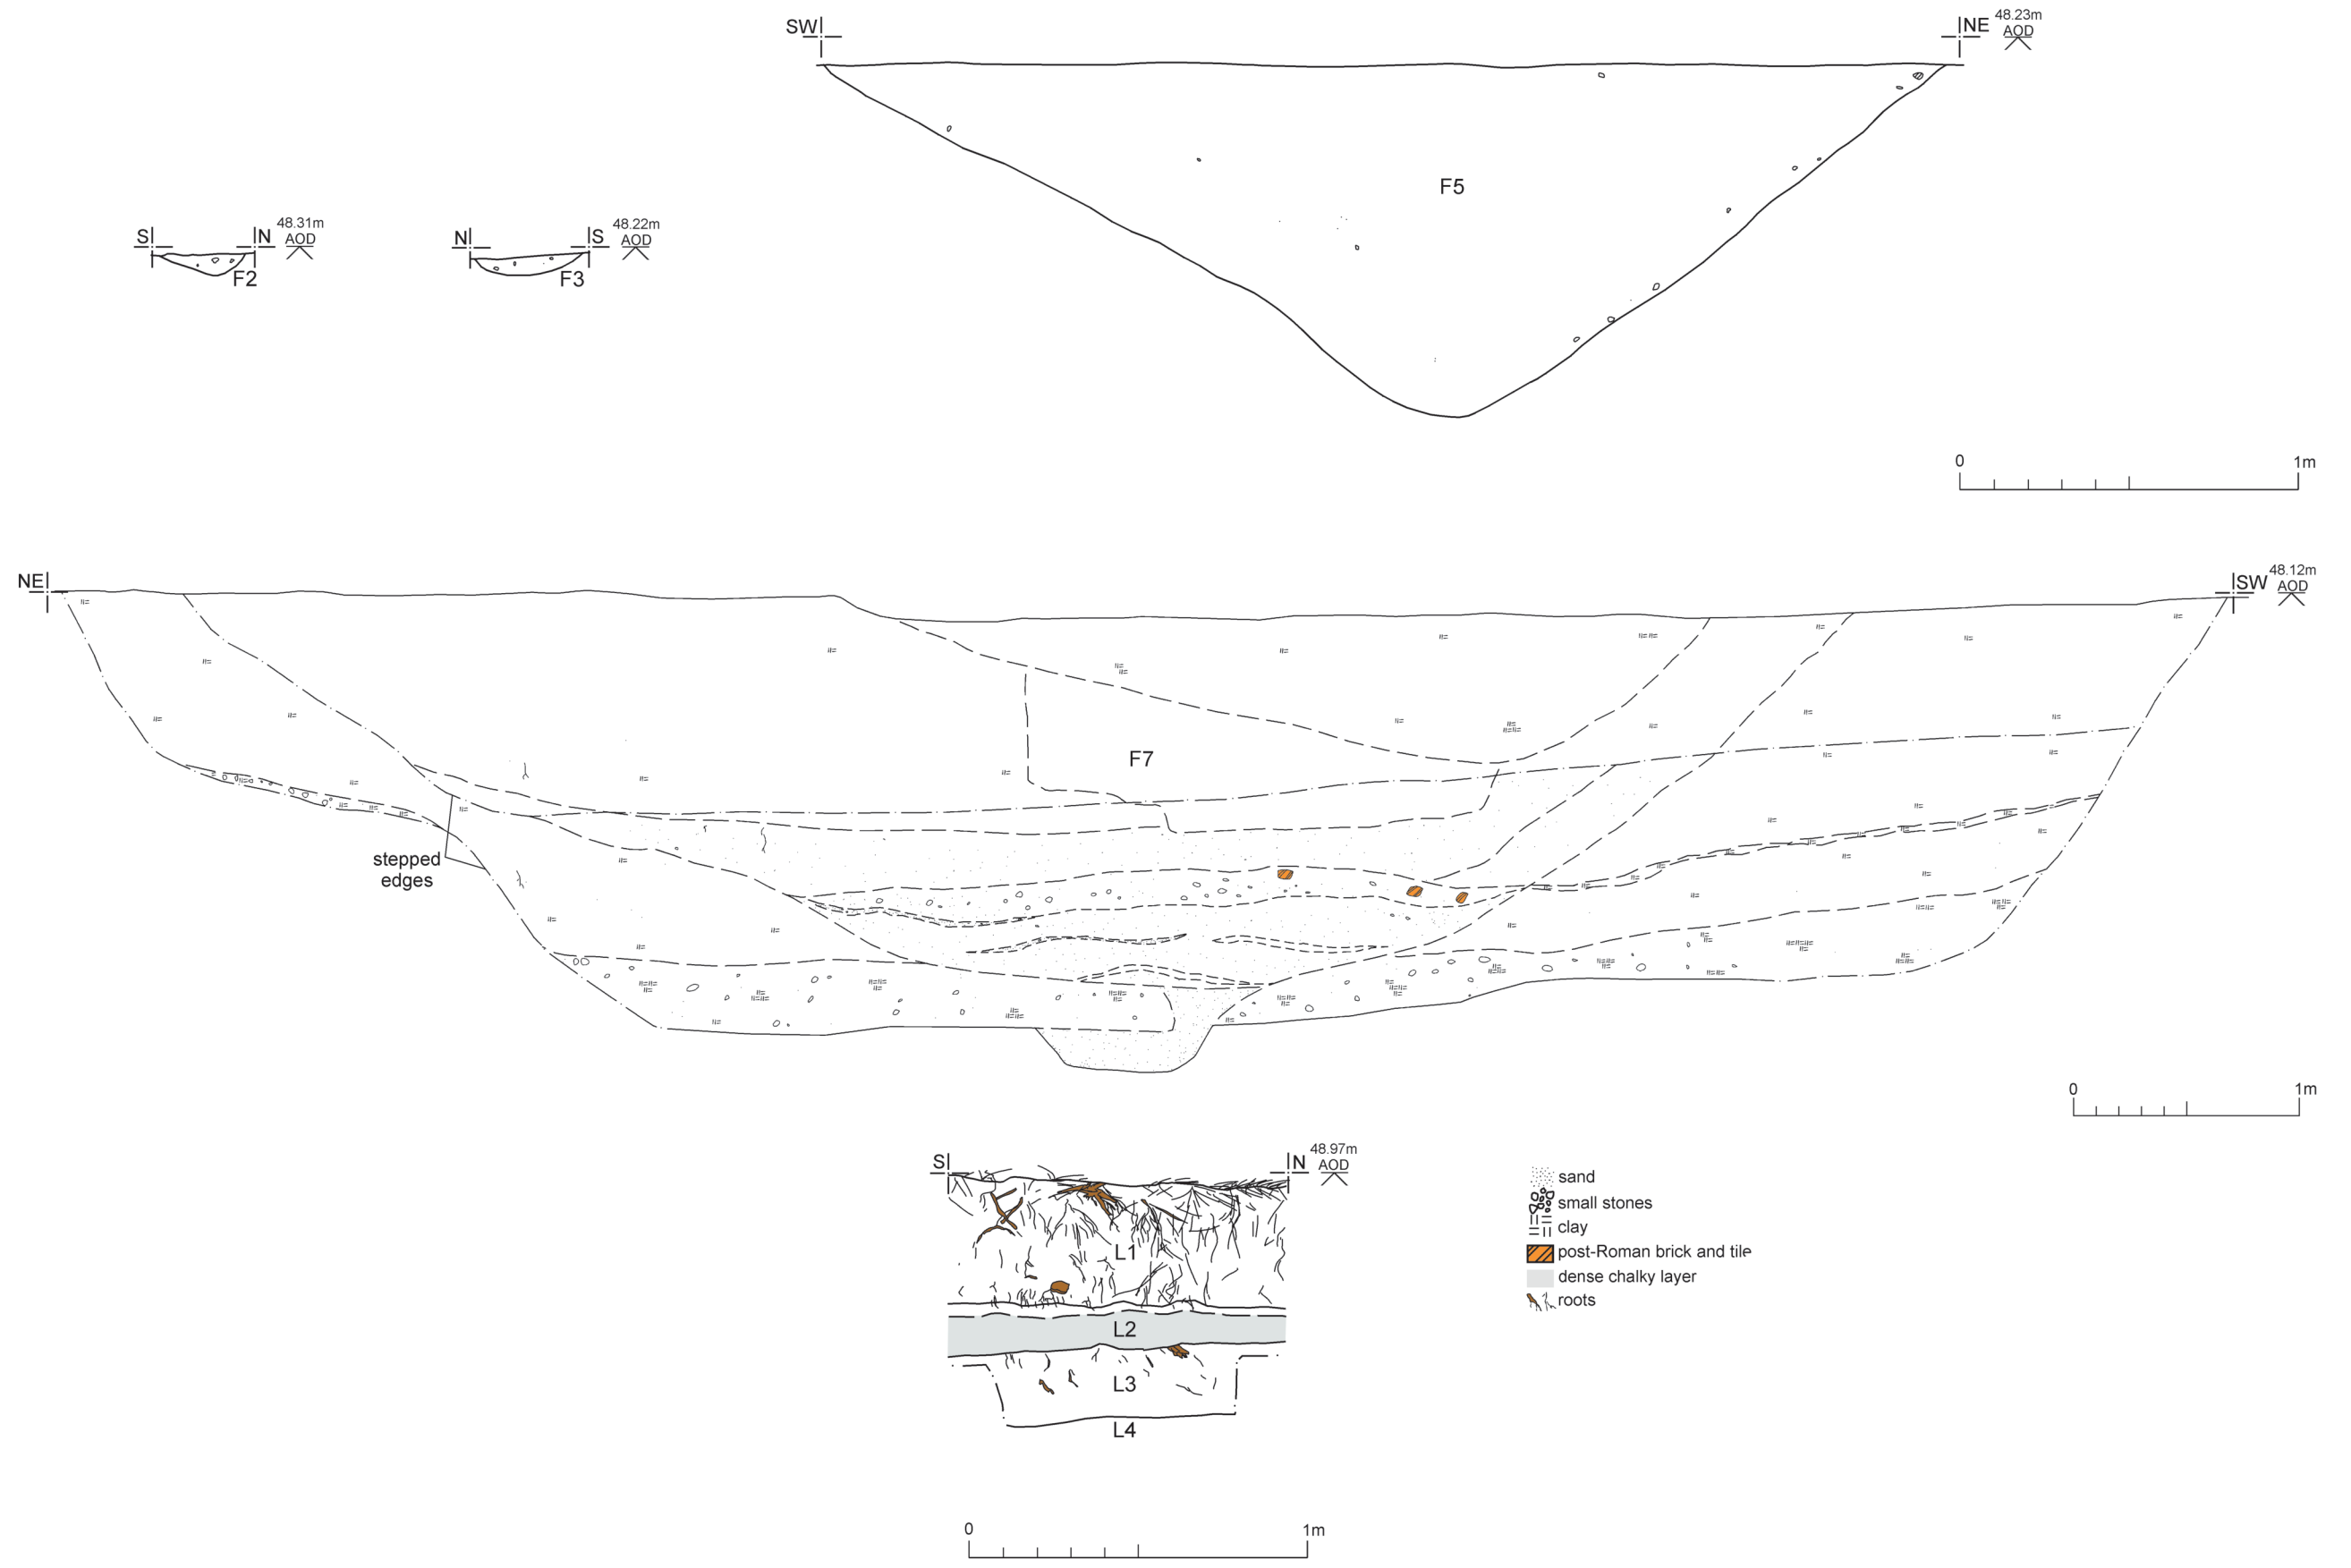 SW
NE
48.23m
AOD
F5
S
N
48.31m
AOD
F2
N
S
48.22m
AOD
F3
0
1m
NE
SW
48.12m
AOD
F7
stepped
edges
0
1m
S
N
48.97m
AOD
L1
L2
L3
L4
sand
small stones
clay
post-Roman brick and tile
dense chalky layer
roots
0
1m